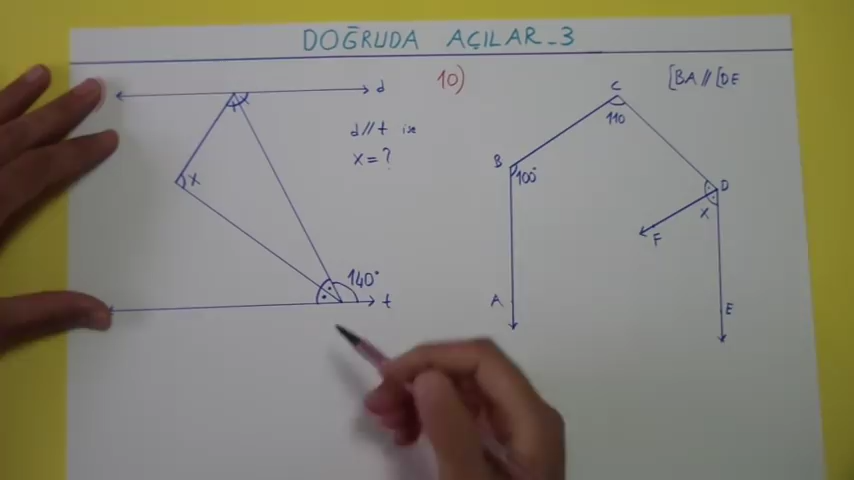 DOĞRUDA AÇILAR_3
d
x
d//t ise
x=?
x
140°
t
10)
[BA//[DE
C
110
B
100°
D
x
F
A
E